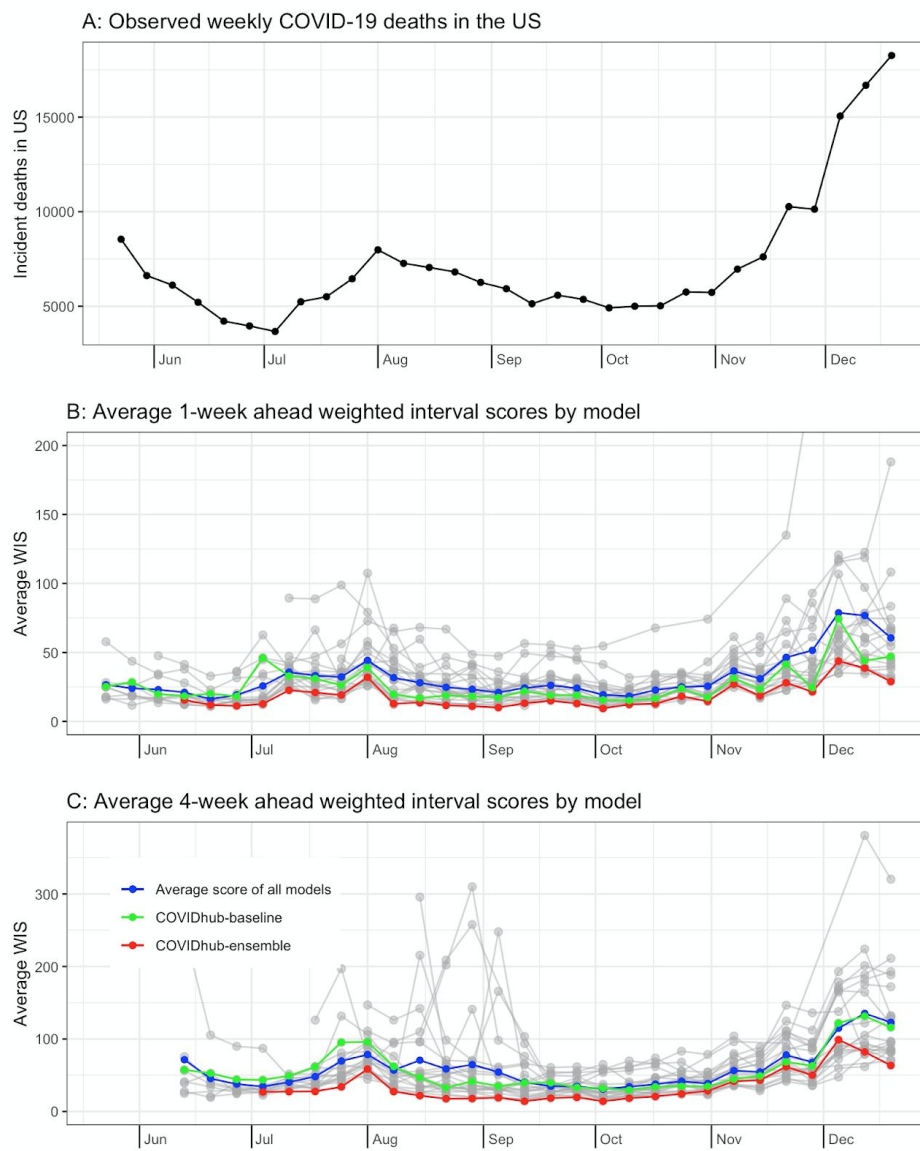 A: Observed weekly COVID-19 deaths in the US
Incident deaths in US
15000
10000
5000
Jun Jul Aug Sep Oct Nov Dec
B: Average 1-week ahead weighted interval scores by model
Average WIS
200
150
100
50
0
Jun Jul Aug Sep Oct Nov Dec
C: Average 4-week ahead weighted interval scores by model
Average WIS
300
200
100
0
Average score of all models
COVIDhub-baseline
COVIDhub-ensemble
Jun Jul Aug Sep Oct Nov Dec